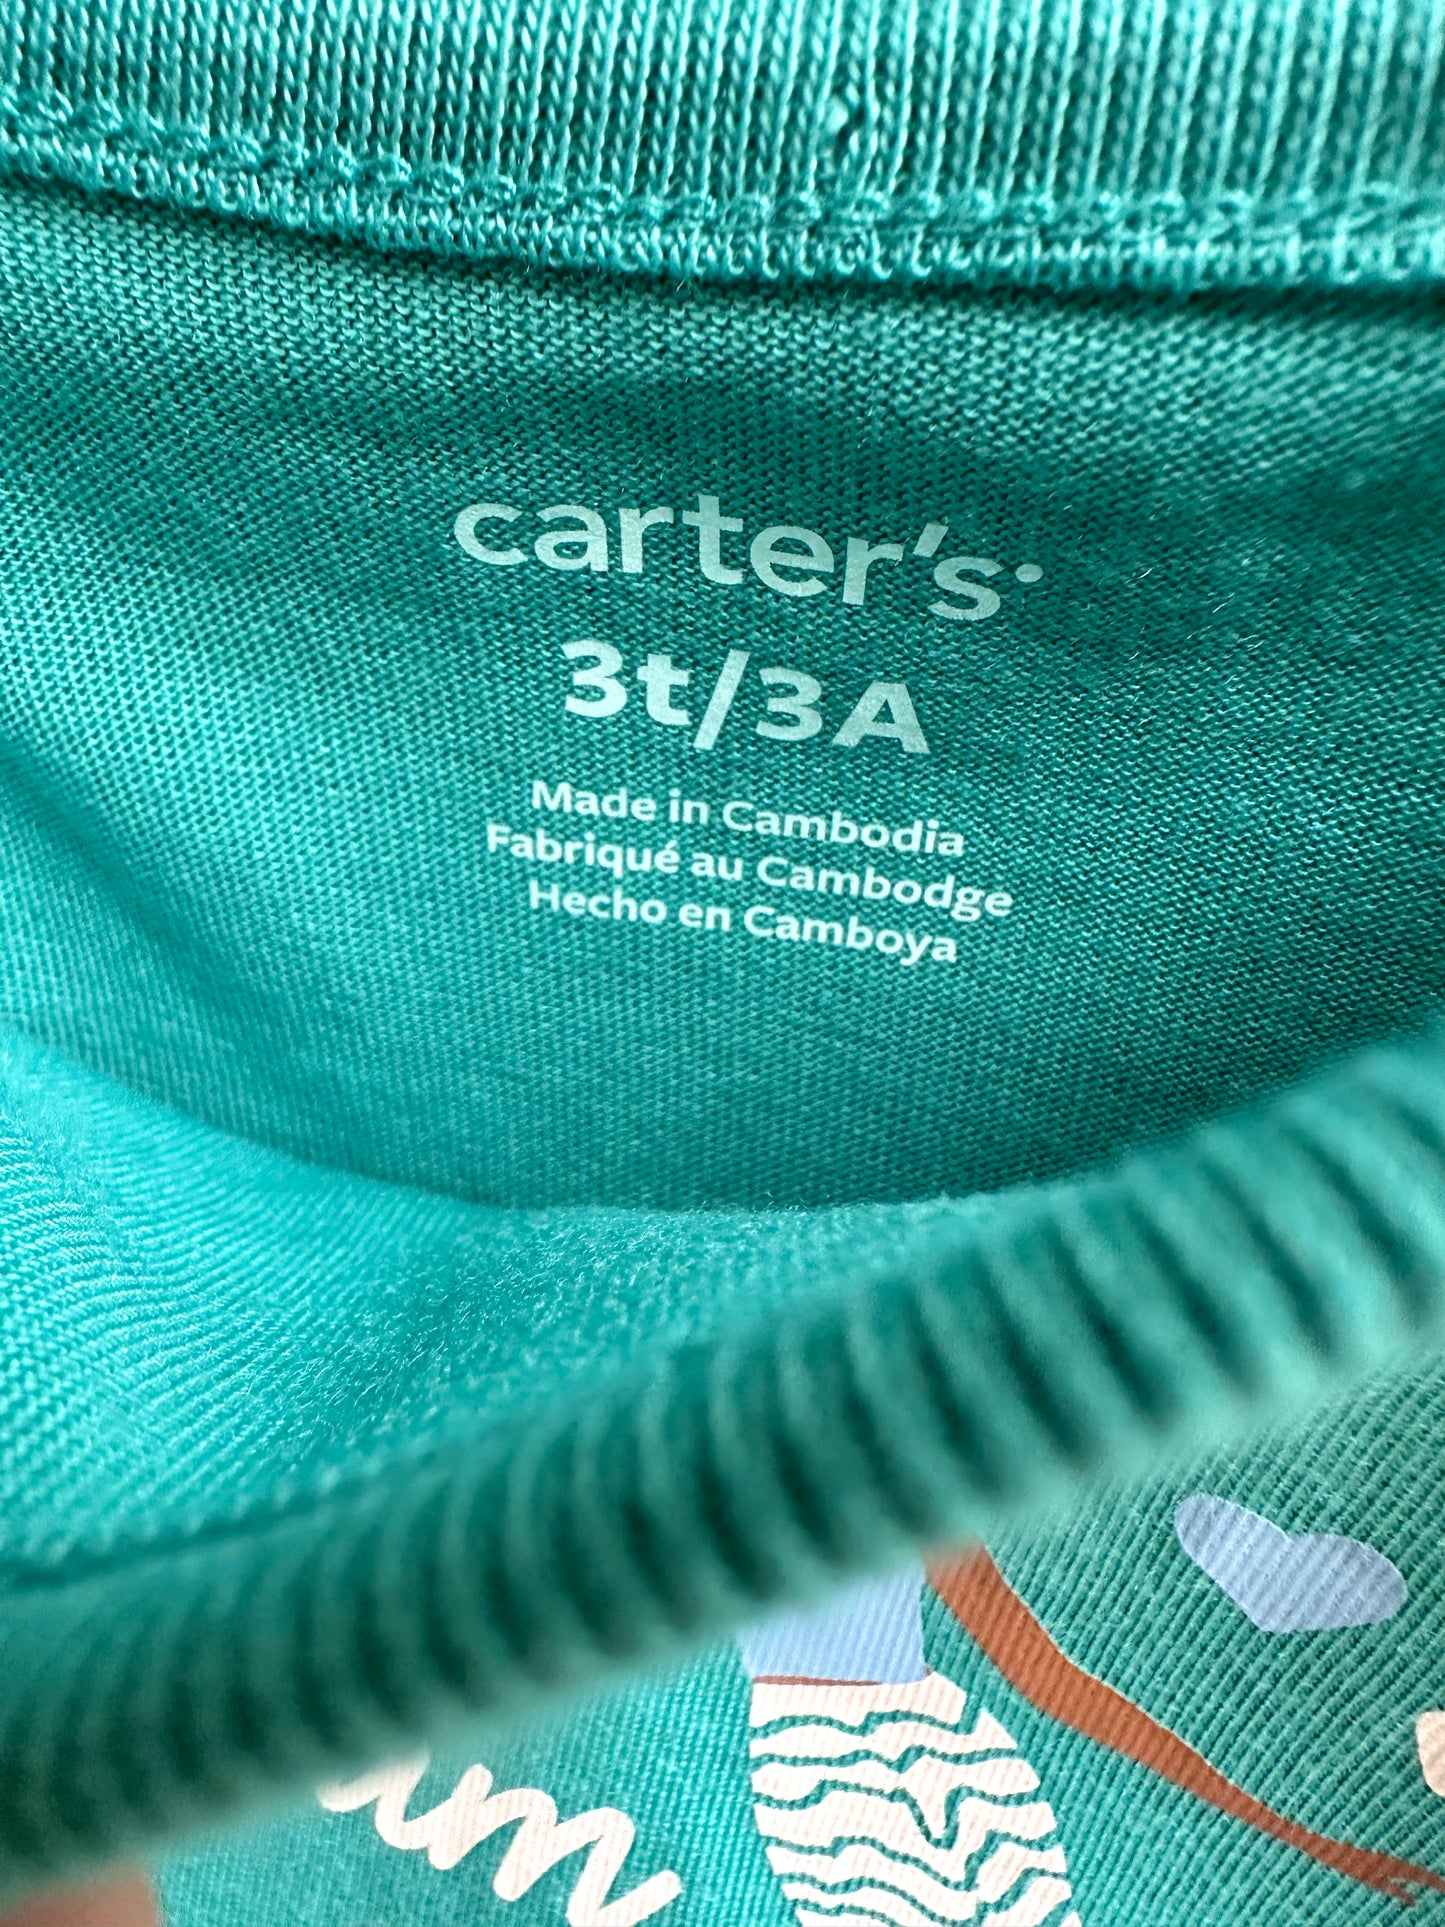 carter's
3t/3A
Made in Cambodia
Fabriqué au Cambodge
Hecho en Camboya